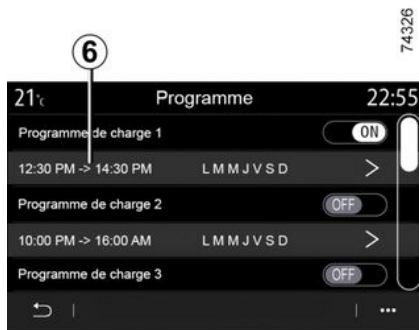 74326
6
21°c Programme 22:55
Programme de charge 1 ON
12:30 PM -> 14:30 PM L M M J V S D >
Programme de charge 2 OFF
10:00 PM -> 16:00 AM L M M J V S D >
Programme de charge 3 OFF